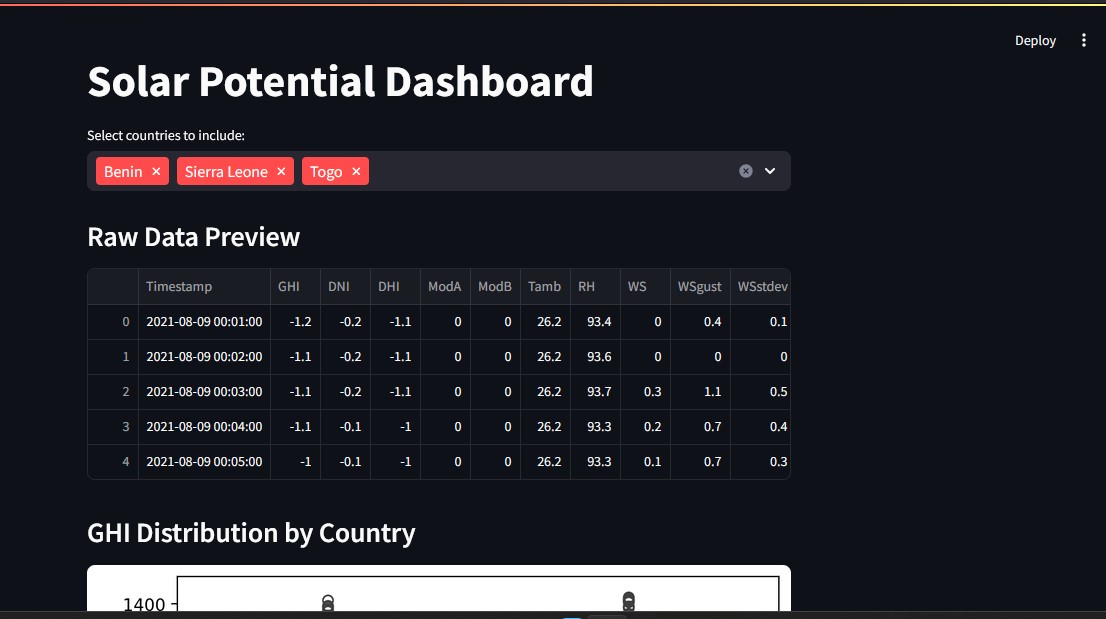 Deploy
Solar Potential Dashboard
Select countries to include:
Benin Sierra Leone Togo
Raw Data Preview
Timestamp GHI DNI DHI ModA ModB Tamb RH WS WSgust WSstdev
0 2021-08-09 00:01:00 -1.2 -0.2 -1.1 0 0 26.2 93.4 0 0.4 0.1
1 2021-08-09 00:02:00 -1.1 -0.2 -1.1 0 0 26.2 93.6 0 0 0
2 2021-08-09 00:03:00 -1.1 -0.2 -1.1 0 0 26.2 93.7 0.3 1.1 0.5
3 2021-08-09 00:04:00 -1.1 -0.1 -1 0 0 26.2 93.3 0.2 0.7 0.4
4 2021-08-09 00:05:00 -1 -0.1 -1 0 0 26.2 93.3 0.1 0.7 0.3
GHI Distribution by Country
1400